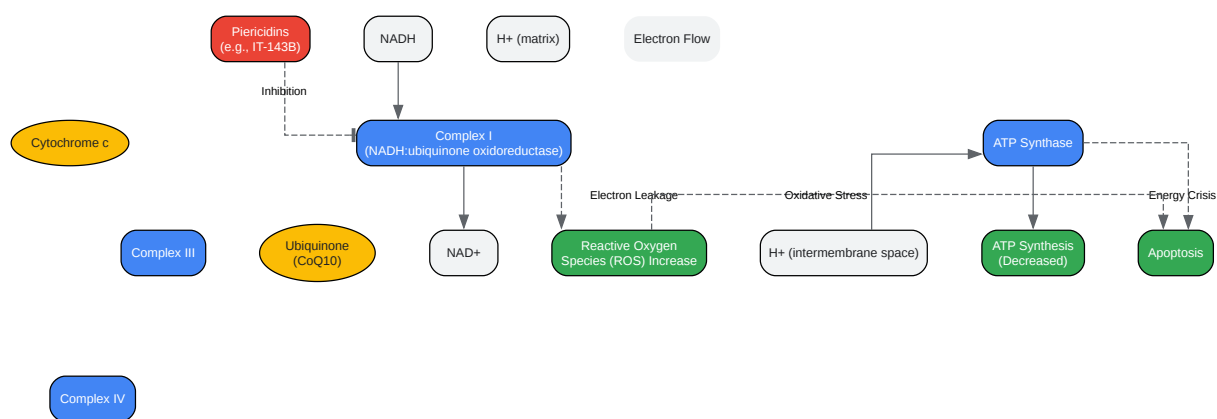 Piericidins
(e.g., IT-143B)
NADH
H+ (matrix)
Electron Flow
Inhibition
Cytochrome c
Complex I
(NADH:ubiquinone oxidoreductase)
ATP Synthase
Electron Leakage
Oxidative Stress
Energy Crisis
Complex III
Ubiquinone
(CoQ10)
NAD+
Reactive Oxygen
Species (ROS) Increase
H+ (intermembrane space)
ATP Synthesis
(Decreased)
Apoptosis
Complex IV